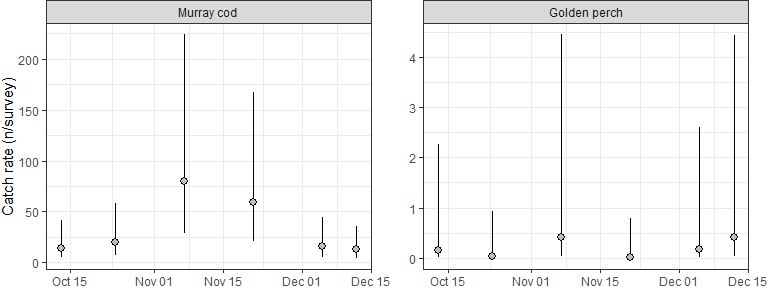 Murray cod
Golden perch
Catch rate (n/survey)
200
150
100
50
0
4
3
2
1
0
Oct 15 Nov 01 Nov 15 Dec 01 Dec 15
Oct 15 Nov 01 Nov 15 Dec 01 Dec 15